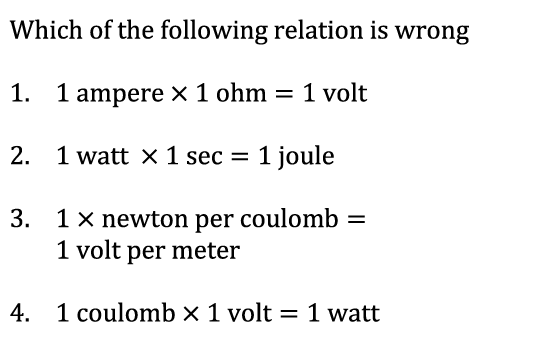 Which of the following relation is wrong
1. 1 ampere × 1 ohm = 1 volt
2. 1 watt × 1 sec = 1 joule
3. 1 × newton per coulomb =
1 volt per meter
4. 1 coulomb × 1 volt = 1 watt